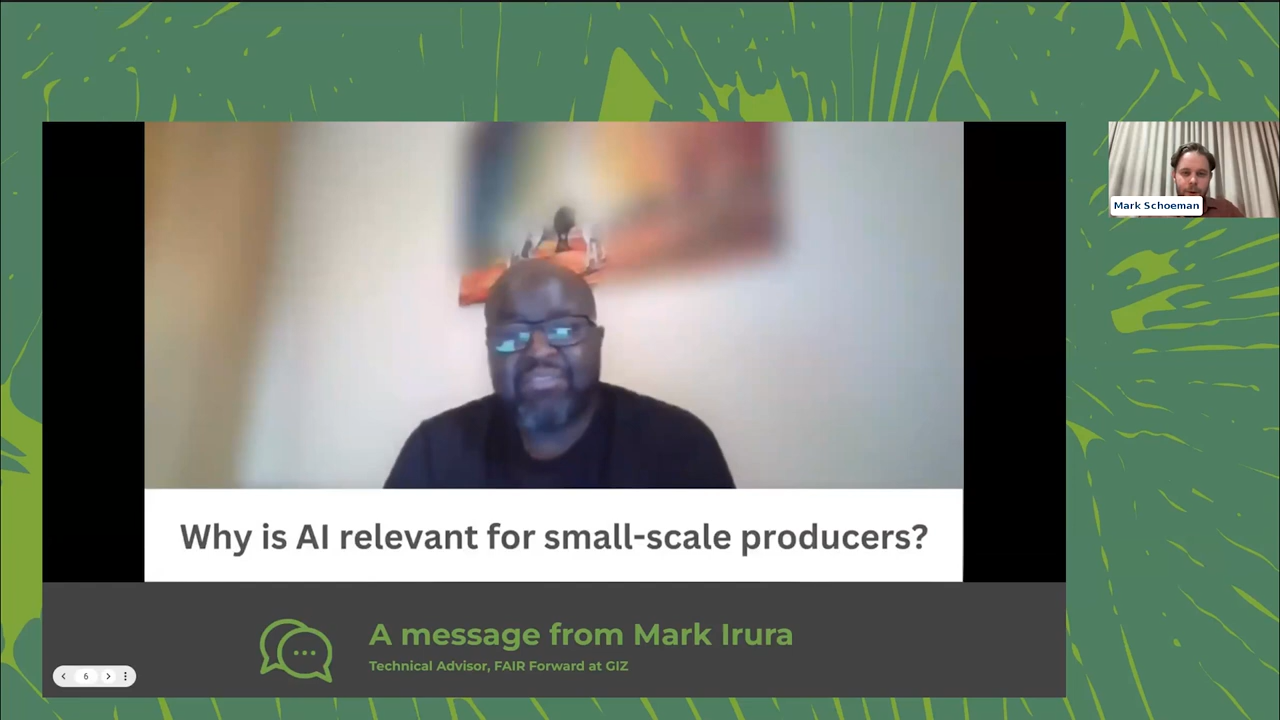 Mark Schoeman
Why is AI relevant for small-scale producers?
A message from Mark Irura
Technical Advisor, FAIR Forward at GIZ
6